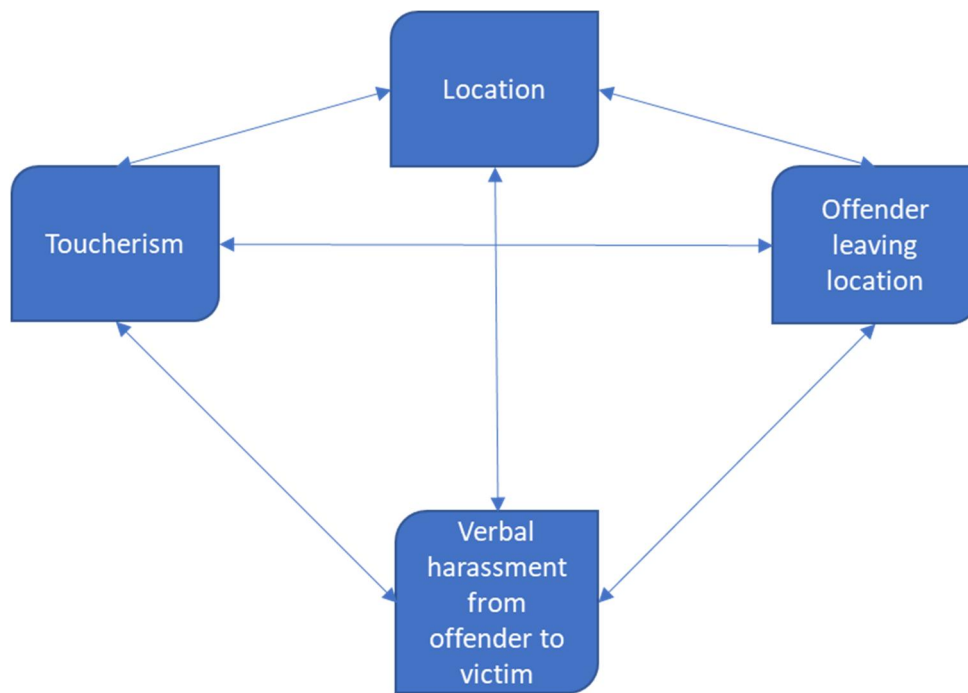 Location
Toucherism
Offender
leaving
location
Verbal
harassment
from
offender to
victim